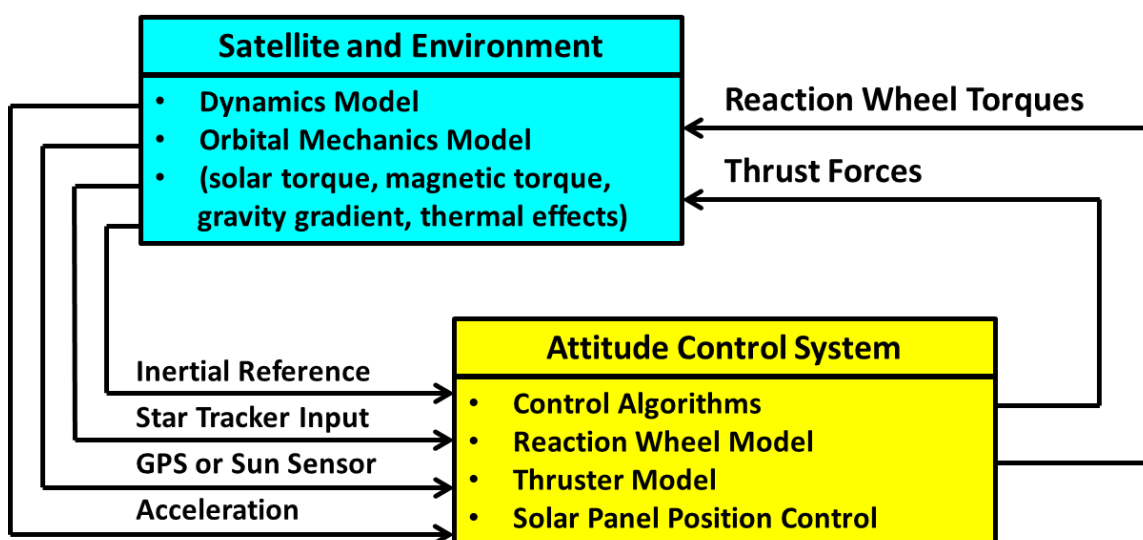 Satellite and Environment
• Dynamics Model
• Orbital Mechanics Model
• (solar torque, magnetic torque,
gravity gradient, thermal effects)
Reaction Wheel Torques
Thrust Forces
Inertial Reference
Star Tracker Input
GPS or Sun Sensor
Acceleration
Attitude Control System
• Control Algorithms
• Reaction Wheel Model
• Thruster Model
• Solar Panel Position Control